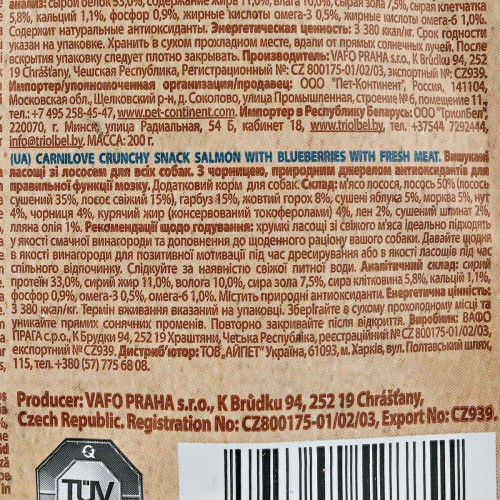 анализ: сырой белок 33,0%, содержание жира 11,0%, влага 10,0%, сырая зола 7,5%, сырая клетчатка
5,8%, кальций 1,1%, фосфор 0,9%, жирные кислоты омега-3 0,5%, жирные кислоты омега-6 1,0%.
Содержит натуральные антиоксиданты. Энергетическая ценность: 3 380 ккал/кг. Срок годности
указан на упаковке. Хранить в сухом прохладном месте, вдали от прямых солнечных лучей. После
вскрытия упаковку следует плотно закрывать. Производитель: VAFO PRAHA s.r.o., K Brůdku 94, 252
19 Chrášťany, Чешская Республика, Регистрационный №: CZ 800175-01/02/03, экспортный №: CZ939.
Импортер/уполномоченная организация/продавец: ООО "Пет-Континент", Россия, 141104,
Московская обл., Щелковский р-н, д. Соколово, улица Промышленная, строение №6, помещение 11,
тел.:+7 495 258-45-47, www.pet-continent.com. Импортер в Республику Беларусь: ООО"ТриолБел",
220070, г. Минск, улица Радиальная, 54 Б, кабинет 18, www.triolbel.by, тел. +37544 7292444,
info@triolbel.by. МАССА: 200 г.
(UA) CARNILOVE CRUNCHY SNACK SALMON WITH BLUEBERRIES WITH FRESH MEAT. Вишукані
ласощі зі лососем для всіх собак. З чорницею, природним джерелом антиоксидантів для
правильної функції мозку. Додатковий корм для собак. Склад: м'ясо лосося, лосось 50% (лосось
сушений 35%, лосось свіжий 15%), гарбуз 15%, жовтий горох 8%, сушені яблука 5%, морква 5%, нут
4%, чорниця 4%, курячий жир (консервований токоферолами) 4%, лен 2%, сушений шпинат 2%,
лляна олія 1%. Рекомендації щодо годування: хрумкі ласощі зі свіжого м'яса ідеально підходять
у якості смачної винагороди та доповнення до щоденного раціону вашого собаки. Давайте щодня
в якості винагороди для позитивної мотивації під час дресирування або в якості ласощів під час
спільного відпочинку. Слідкуйте за наявністю свіжої питної води. Аналітичний склад: сирий
протеїн 33,0%, сирий жир 11,0%, волога 10,0%, сира зола 7,5%, сира клітковина 5,8%, кальцій 1,1%,
фосфор 0,9%, омега-3 0,5%, омега-6 1,0%. Містить природні антиоксиданти. Енергетична цінність:
3 380 ккал/кг. Термін вживання вказаний на упаковці. Зберігайте в сухому прохолодному місці та
уникайте прямих сонячних променів. Повторно закривайте після відкриття. Виробник: ВАФО
ПРАГА с.р.о., К Брудки 94, 252 19 Храштяни, Чеська Республіка, реєстраційний № CZ 800175-01/02/03,
експортний № CZ939. Дистриб'ютор: ТОВ „АЙПЕТ" Україна, 61093, м. Харків, вул. Полтавський шлях,
115, тел. +380 (57) 775 68 08.
Producer: VAFO PRAHA s.r.o., K Brůdku 94, 252 19 Chrášťany,
Czech Republic. Registration No: CZ800175-01/02/03, Export No: CZ939
Q
TÜV